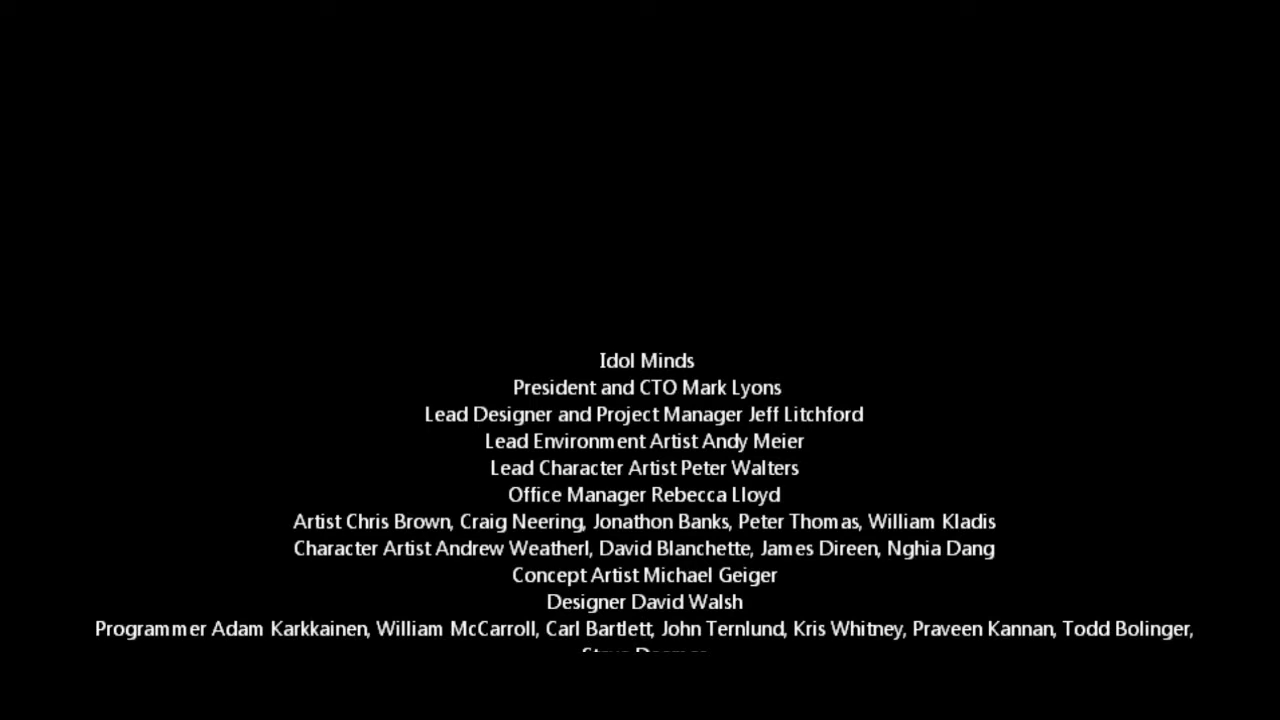 Idol Minds
President and CTO Mark Lyons
Lead Designer and Project Manager Jeff Litchford
Lead Environment Artist Andy Meier
Lead Character Artist Peter Walters
Office Manager Rebecca Lloyd
Artist Chris Brown, Craig Neering, Jonathon Banks, Peter Thomas, William Kladis
Character Artist Andrew Weatherl, David Blanchette, James Direen, Nghia Dang
Concept Artist Michael Geiger
Designer David Walsh
Programmer Adam Karkkainen, William McCarroll, Carl Bartlett, John Ternlund, Kris Whitney, Praveen Kannan, Todd Bolinger,